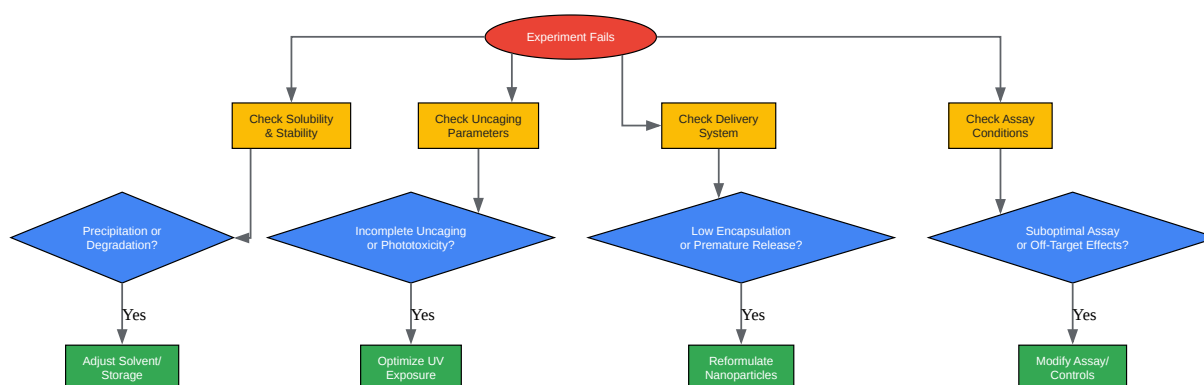 Experiment Fails
Check Solubility
& Stability
Check Uncaging
Parameters
Check Delivery
System
Check Assay
Conditions
Precipitation or
Degradation?
Incomplete Uncaging
or Phototoxicity?
Low Encapsulation
or Premature Release?
Suboptimal Assay
or Off-Target Effects?
Yes
Yes
Yes
Yes
Adjust Solvent/
Storage
Optimize UV
Exposure
Reformulate
Nanoparticles
Modify Assay/
Controls